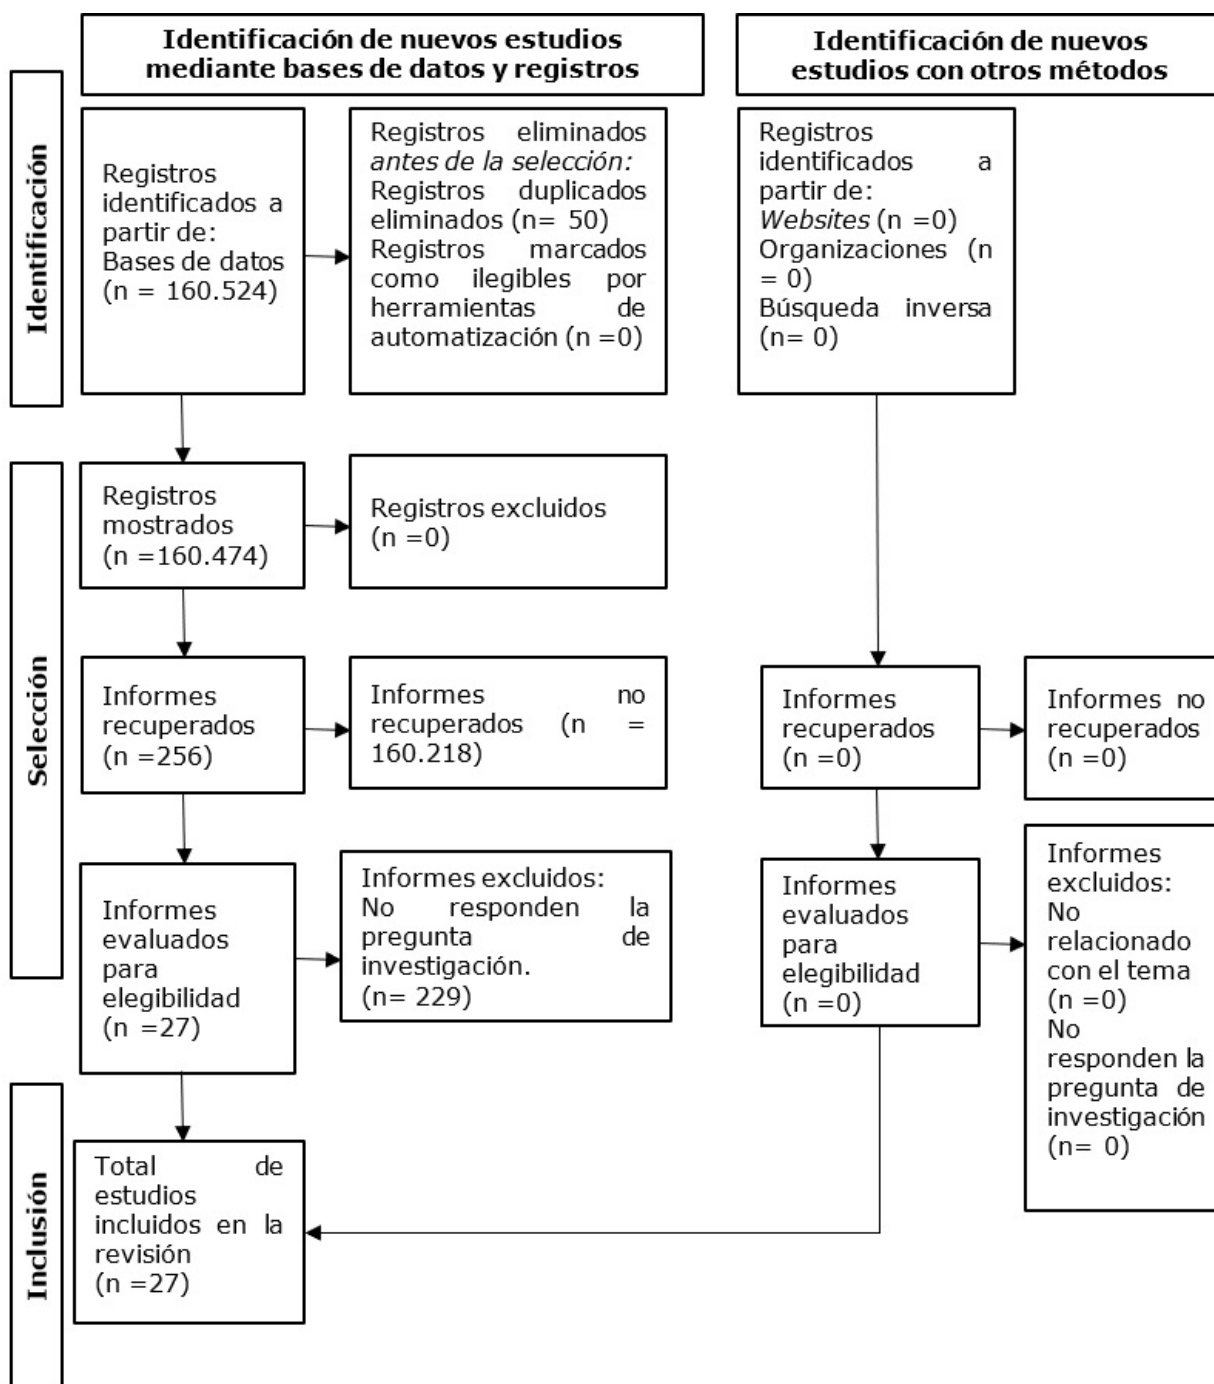 Identificación de nuevos estudios
mediante bases de datos y registros
Identificación de nuevos
estudios con otros métodos
Identificación
Registros
identificados a
partir de:
Bases de datos
(n = 160.524)
Registros eliminados
antes de la selección:
Registros duplicados
eliminados (n= 50)
Registros marcados
como ilegibles por
herramientas de
automatización (n =0)
Registros
identificados a
partir de:
Websites (n =0)
Organizaciones (n
= 0)
Búsqueda inversa
(n= 0)
Selección
Registros
mostrados
(n =160.474)
Registros excluidos
(n =0)
Informes
recuperados
(n =256)
Informes no
recuperados (n =
160.218)
Informes
recuperados
(n =0)
Informes no
recuperados
(n =0)
Informes
evaluados
para
elegibilidad
(n =27)
Informes excluidos:
No responden la
pregunta de
investigación.
(n= 229)
Informes
evaluados
para
elegibilidad
(n =0)
Informes
excluidos:
No
relacionado
con el tema
(n =0)
No
responden la
pregunta de
investigación
(n= 0)
Inclusión
Total de
estudios
incluidos en la
revisión
(n =27)